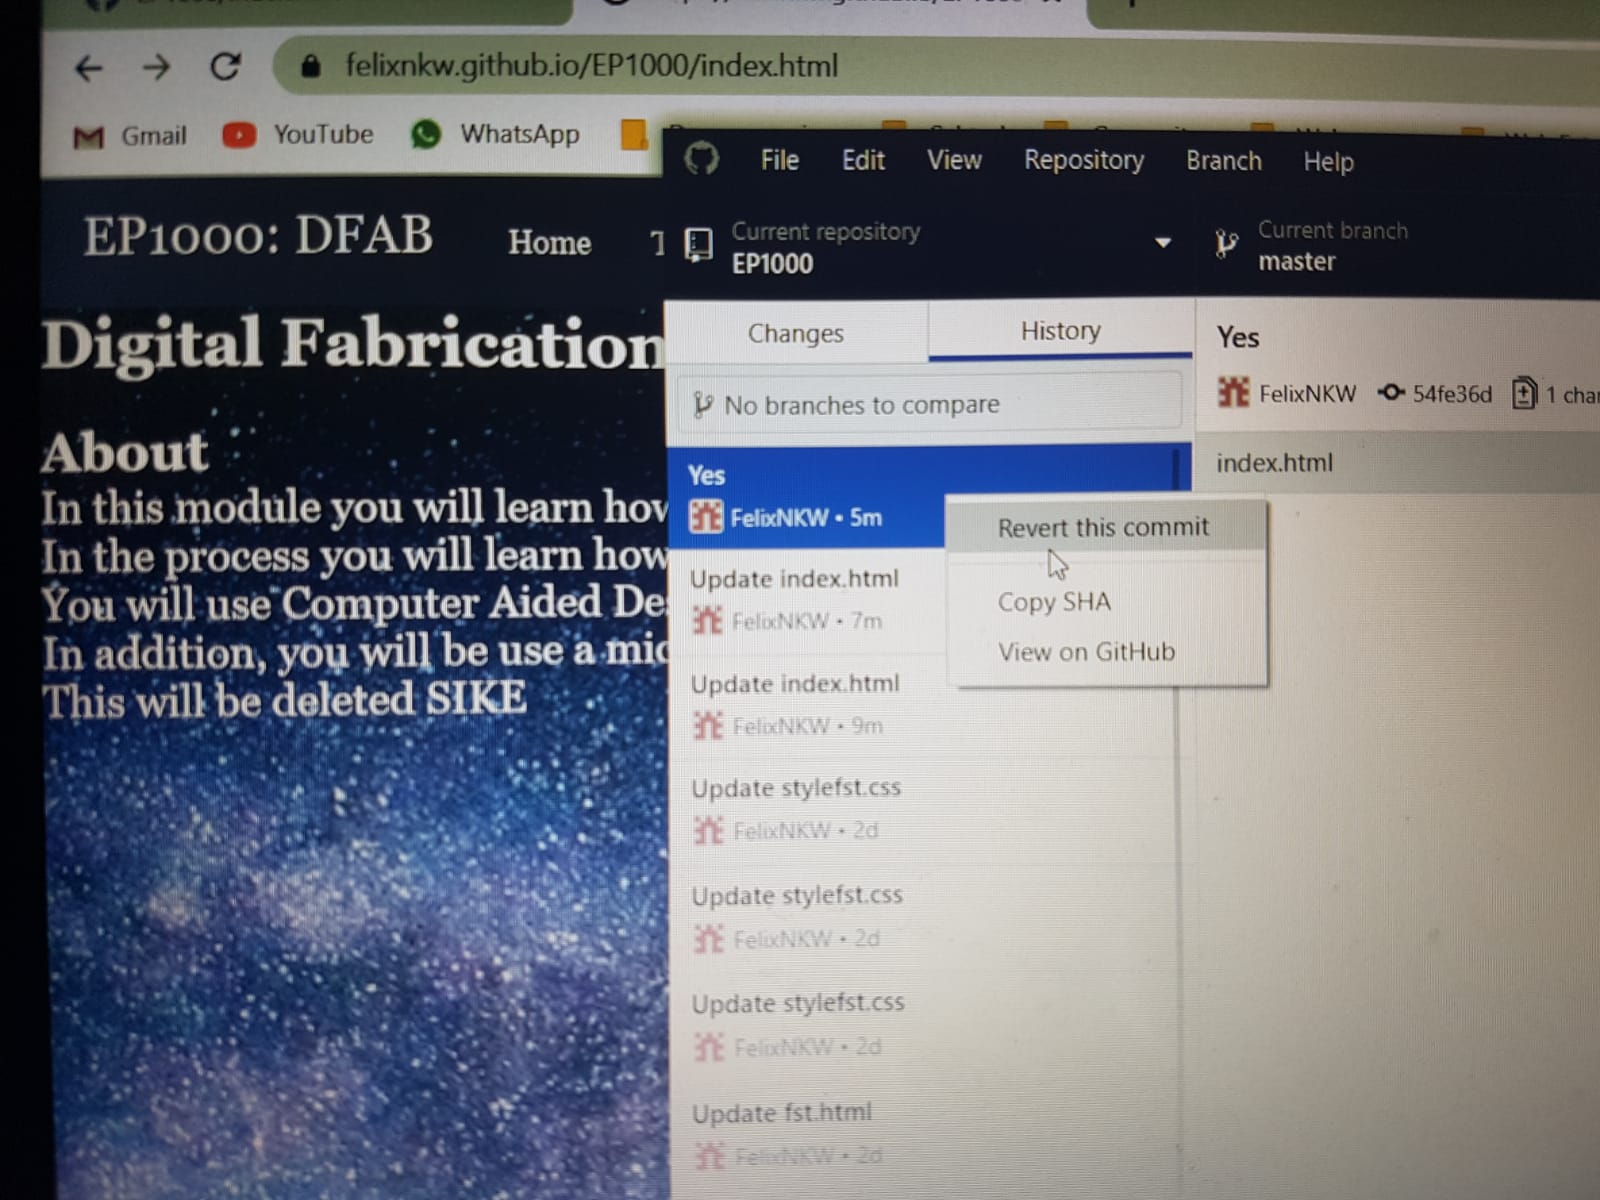 felixnkw.github.io/EP1000/index.html
Gmail YouTube WhatsApp
File Edit View Repository Branch Help
EP1000: DFAB Home
Current repository
EP1000
Current branch
master
Digital Fabrication
Changes History
Yes
FelixNKW 54fe36d 1
No branches to compare
index.html
About
In this module you will learn
In the process you will learn how
You will use Computer Aided
In addition, you will be use a
This will be deleted SIKE
Yes
FelixNKW • 5m
Revert this commit
Copy SHA
View on GitHub
Update index.html
FelixNKW • 7m
Update index.html
FelixNKW • 9m
Update stylefst.css
FelixNKW • 2d
Update stylefst.css
FelixNKW • 2d
Update stylefst.css
FelixNKW • 2d
Update fst.html
FelixNKW • 2d